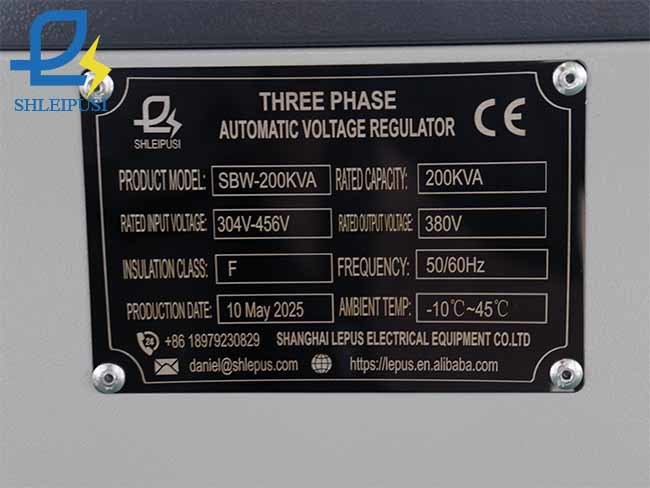 SHLEIPUSI
SHLEIPUSI
THREE PHASE
AUTOMATIC VOLTAGE REGULATOR
CE
PRODUCT MODEL: SBW-200KVA RATED CAPACITY: 200KVA
RATED INPUT VOLTAGE: 304V-456V RATED OUTPUT VOLTAGE: 380V
INSULATION CLASS: F FREQUENCY: 50/60Hz
PRODUCTION DATE: 10 May 2025 AMBIENT TEMP: -10℃~45℃
24 +86 18979230829 SHANGHAI LEPUS ELECTRICAL EQUIPMENT CO.LTD
daniel@shlepus.com https://lepus.en.alibaba.com